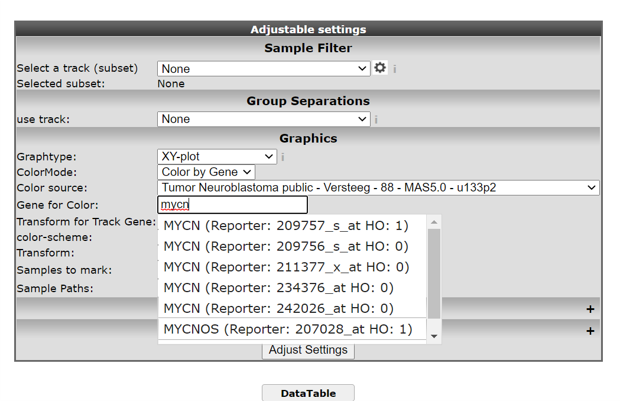 Adjustable settings
Sample Filter
Select a track (subset) None i
Selected subset: None
Group Separations
use track: None i
Graphics
Graphtype: XY-plot i
ColorMode: Color by Gene
Color source: Tumor Neuroblastoma public - Versteeg - 88 - MAS5.0 - u133p2
Gene for Color: mycn
Transform for Track Gene: MYCN (Reporter: 209757_s_at HO: 1)
color-scheme: MYCN (Reporter: 209756_s_at HO: 0)
Transform:
Samples to mark: MYCN (Reporter: 211377_x_at HO: 0)
Sample Paths: MYCN (Reporter: 234376_at HO: 0)
MYCN (Reporter: 242026_at HO: 0)
+
MYCNOS (Reporter: 207028_at HO: 1)
+
Adjust Settings
DataTable